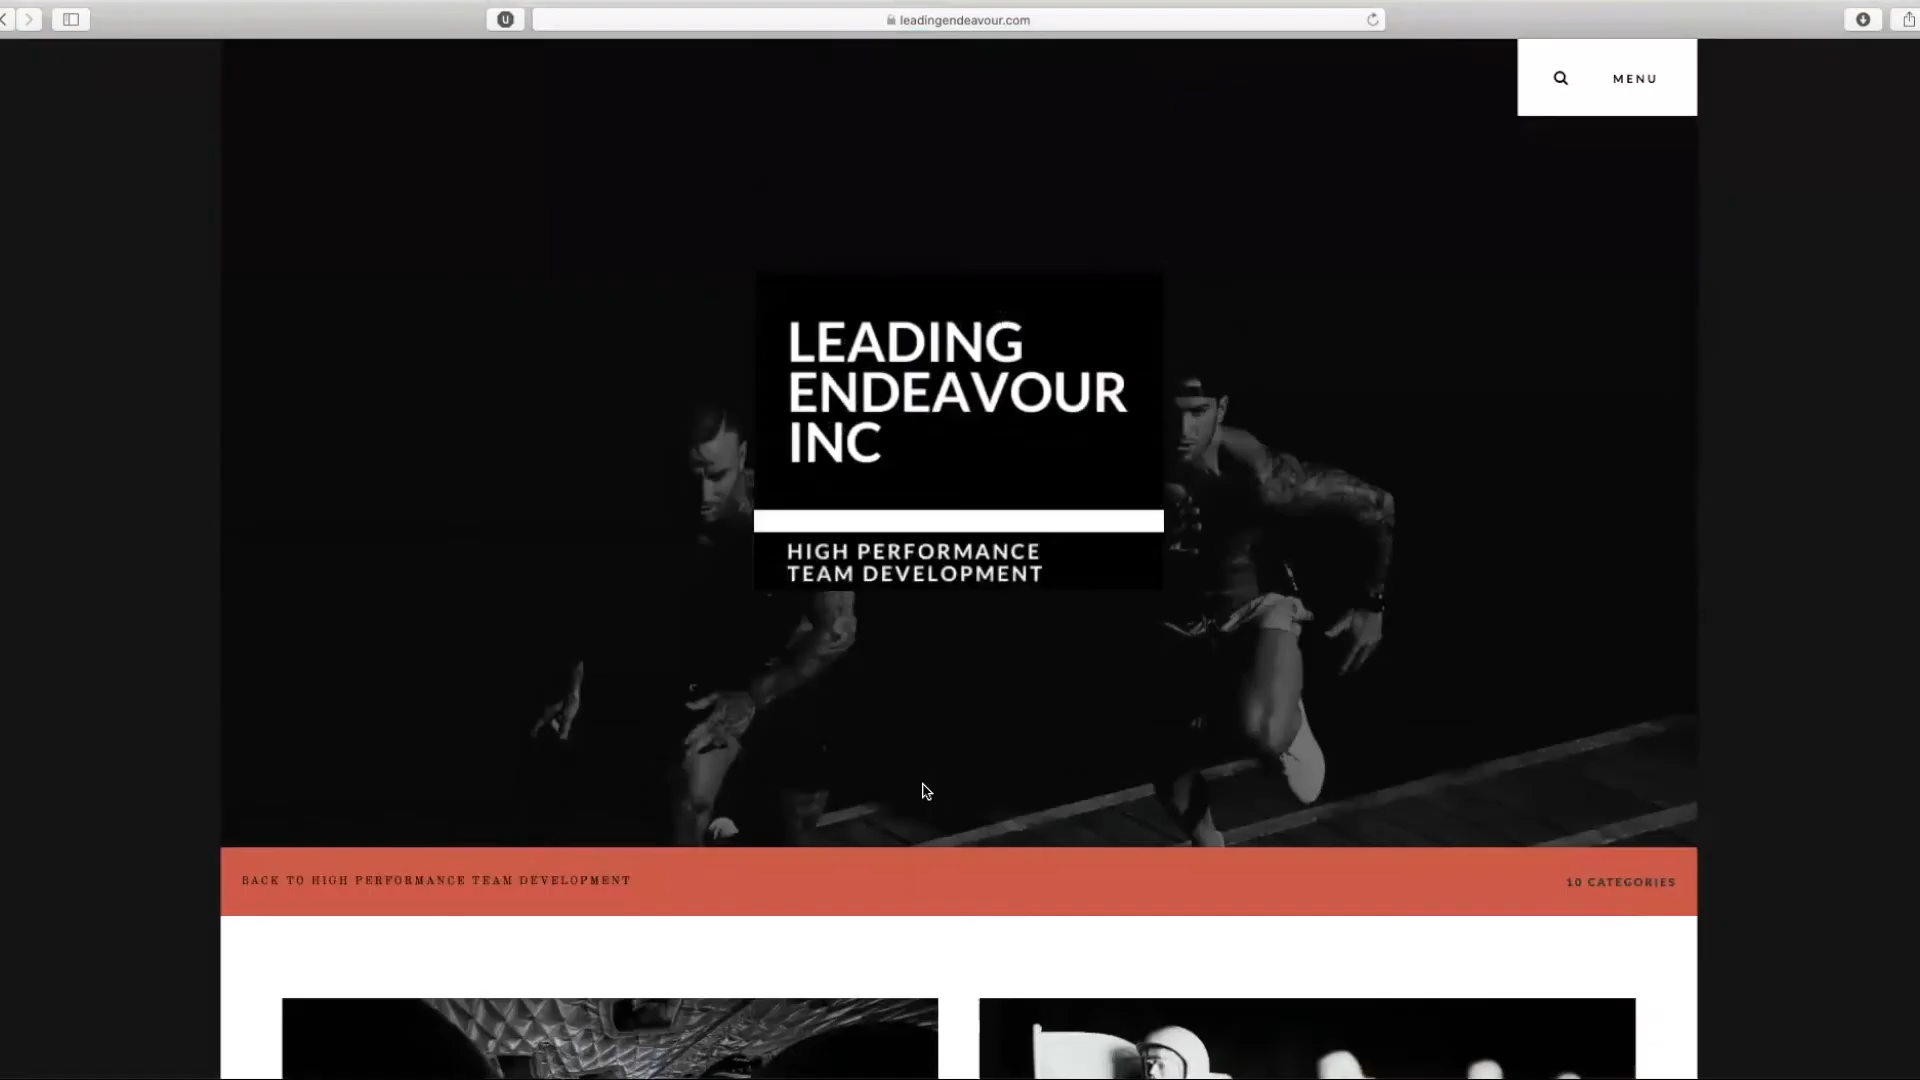 leadingendeavour.com
MENU
LEADING
ENDEAVOUR
INC
HIGH PERFORMANCE
TEAM DEVELOPMENT
BACK TO HIGH PERFORMANCE TEAM DEVELOPMENT
10 CATEGORIES